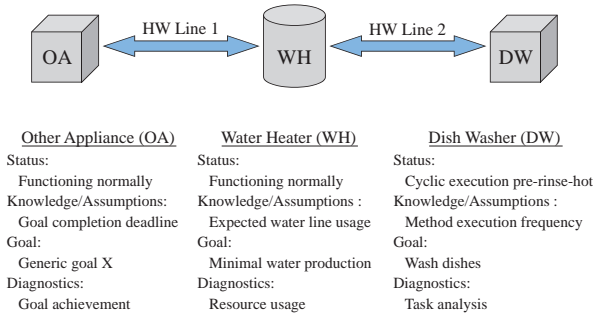 HW Line 1
HW Line 2
OA
WH
DW
Other Appliance (OA)
Status:
Functioning normally
Knowledge/Assumptions:
Goal completion deadline
Goal:
Generic goal X
Diagnostics:
Goal achievement
Water Heater (WH)
Status:
Functioning normally
Knowledge/Assumptions :
Expected water line usage
Goal:
Minimal water production
Diagnostics:
Resource usage
Dish Washer (DW)
Status:
Cyclic execution pre-rinse-hot
Knowledge/Assumptions :
Method execution frequency
Goal:
Wash dishes
Diagnostics:
Task analysis